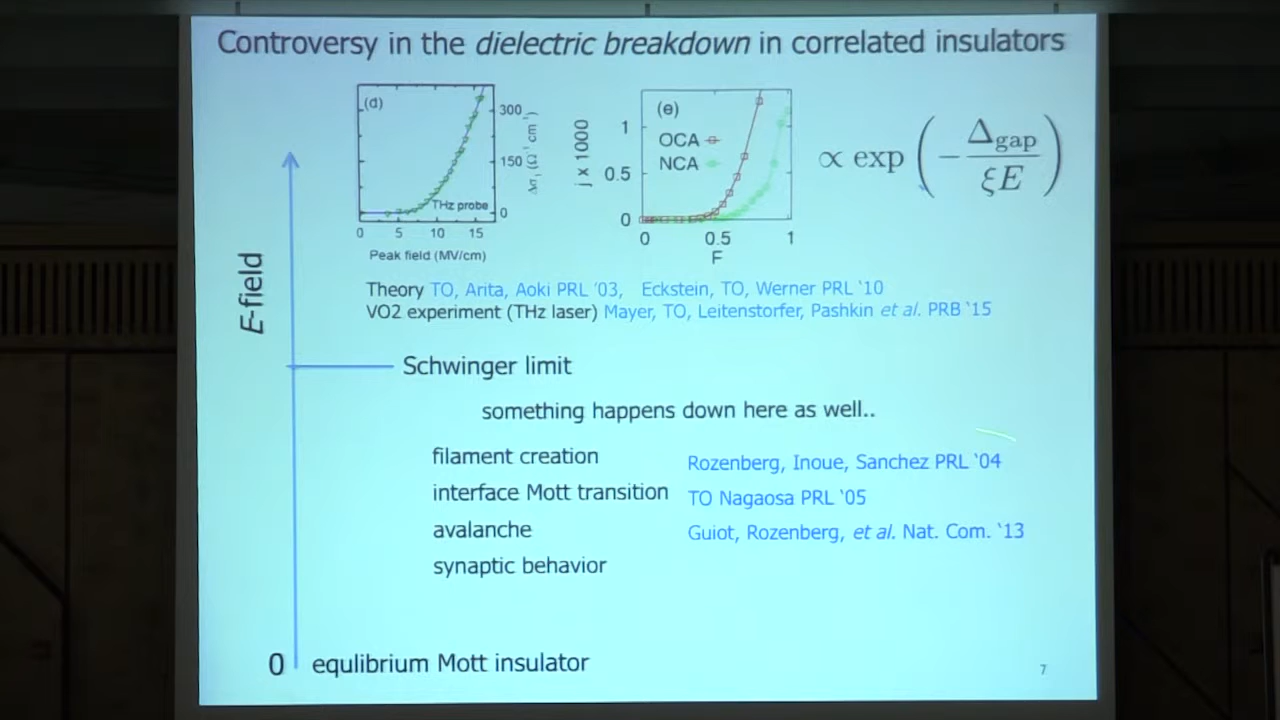 Controversy in the dielectric breakdown in correlated insulators
(d)
300
150
0
Δσ₁ (Ω⁻¹ cm⁻¹)
THz probe
0 5 10 15
Peak field (MV/cm)
(e)
OCA
NCA
j x 1000
1
0.5
0
0 0.5 1
F
∝ exp(−Δgap/ξE)
Theory TO, Arita, Aoki PRL '03, Eckstein, TO, Werner PRL '10
VO2 experiment (THz laser) Mayer, TO, Leitenstorfer, Pashkin et al. PRB '15
E-field
Schwinger limit
something happens down here as well..
filament creation Rozenberg, Inoue, Sanchez PRL '04
interface Mott transition TO Nagaosa PRL '05
avalanche Guiot, Rozenberg, et al. Nat. Com. '13
synaptic behavior
0 equlibrium Mott insulator
7